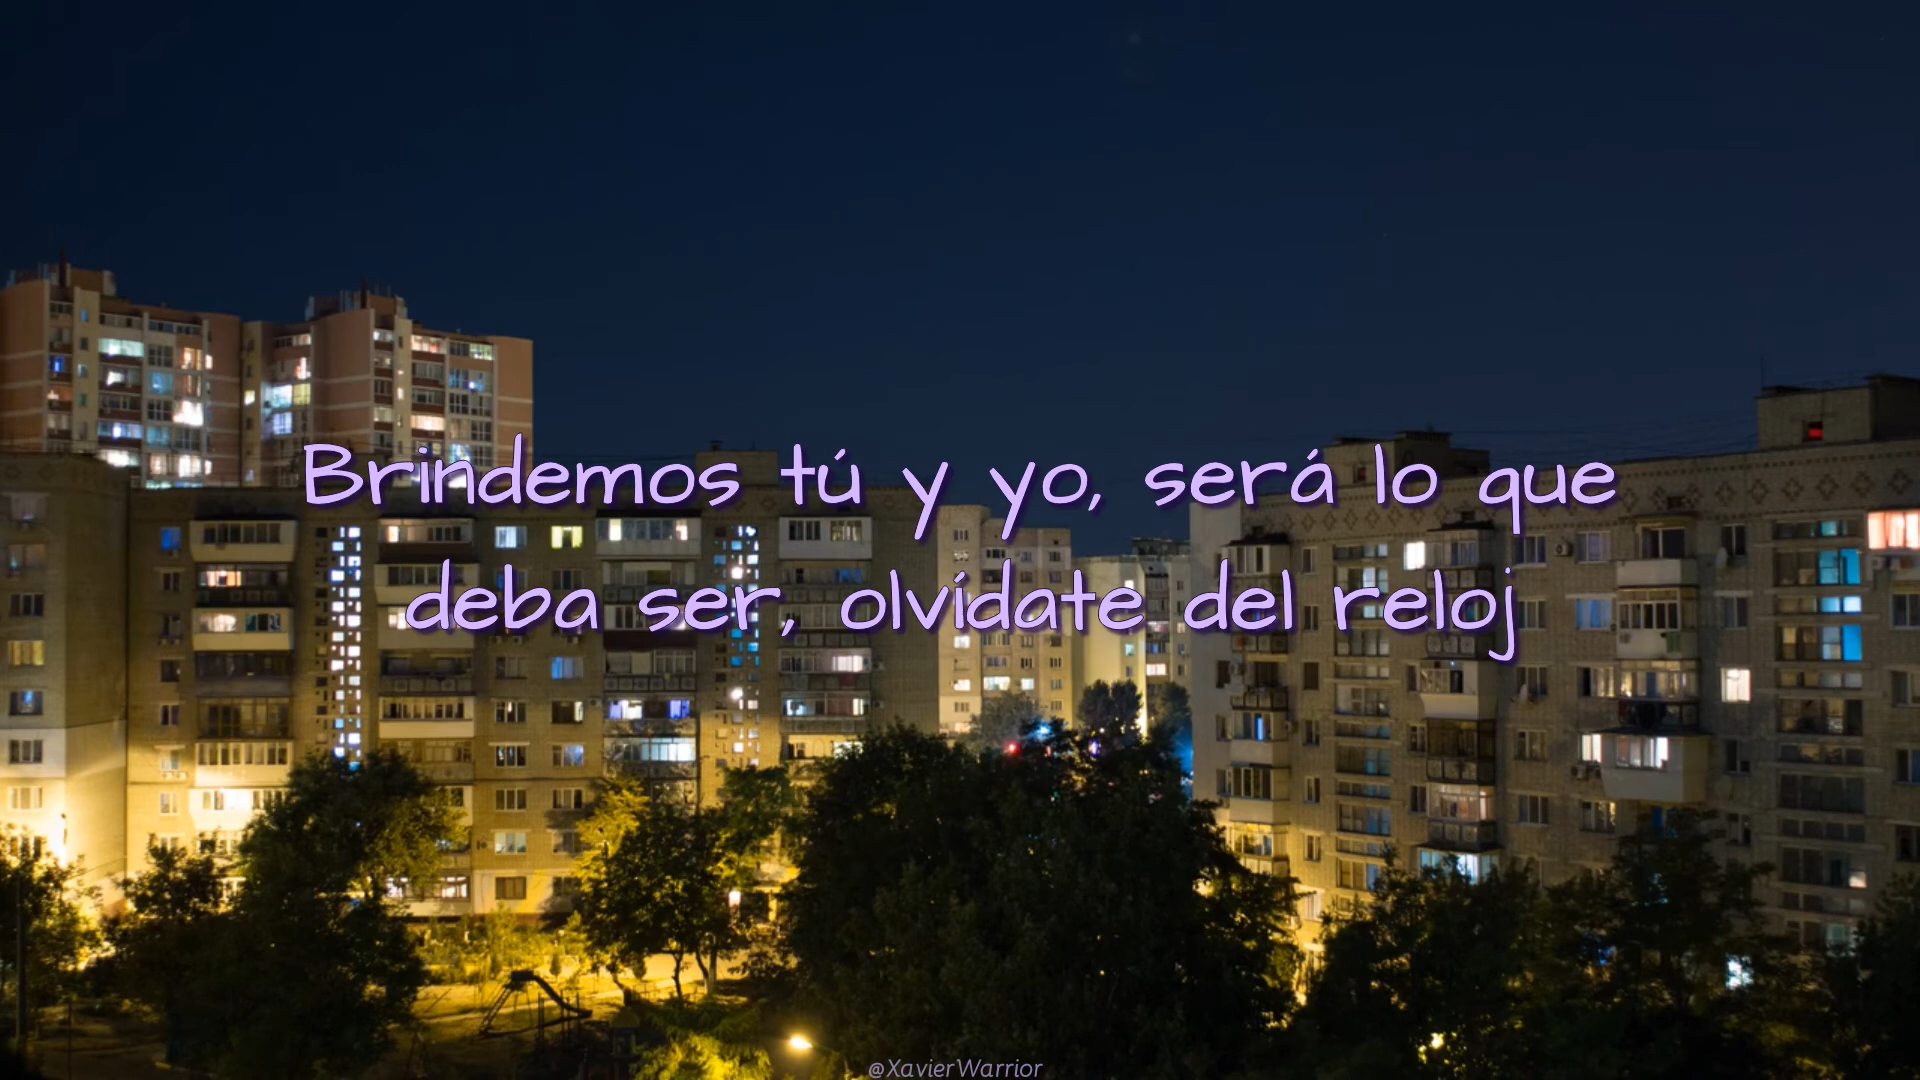 Brindemos tú y yo, será lo que
deba ser, olvídate del reloj
@XavierWarrior